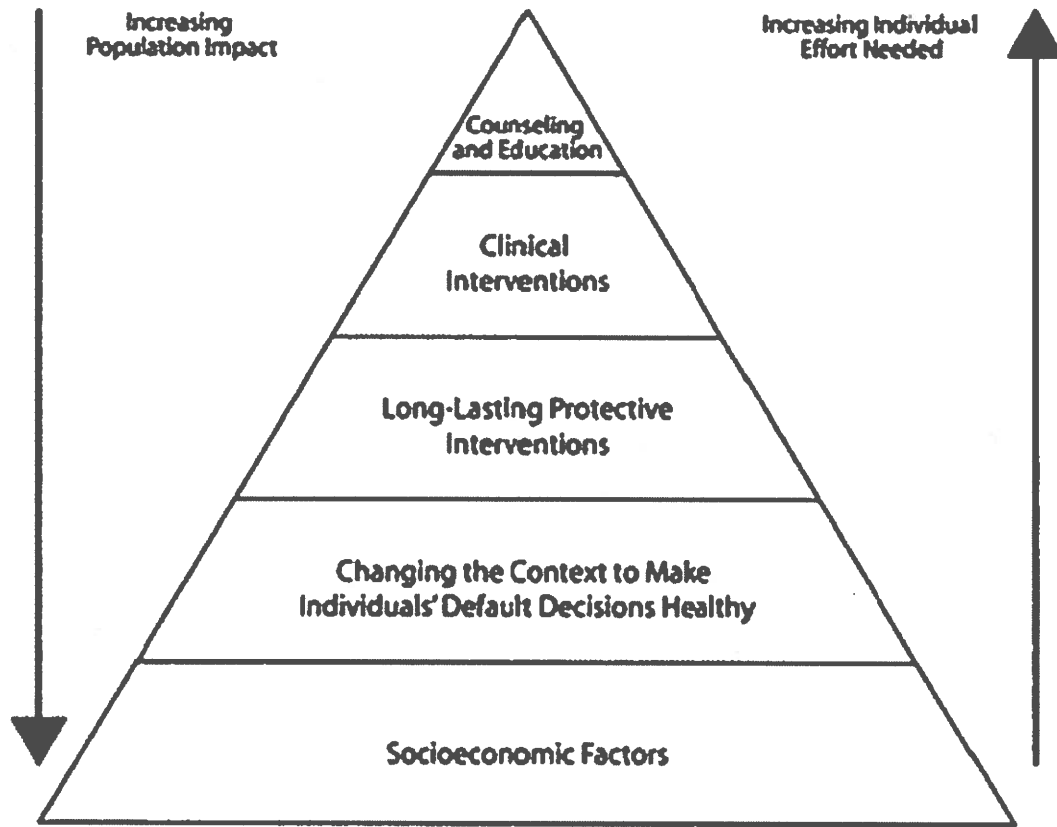 Increasing
Population Impact
Increasing Individual
Effort Needed
Counseling
and Education
Clinical
Interventions
Long-Lasting Protective
Interventions
Changing the Context to Make
Individuals' Default Decisions Healthy
Socioeconomic Factors